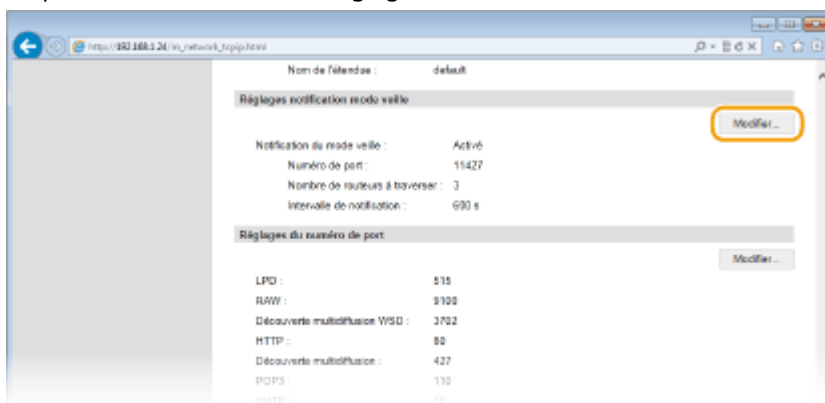 http://192.168.1.24/m_network_tcpip.html
Nom de l'étendue : default
Réglages notification mode veille
Modifier...
Notification du mode veille : Activé
Numéro de port : 11427
Nombre de routeurs à traverser : 3
Intervalle de notification : 600 s
Réglages du numéro de port
Modifier...
LPD : 515
RAW : 9100
Découverte multidiffusion WSD : 3702
HTTP : 80
Découverte multidiffusion : 427
POP3 : 110